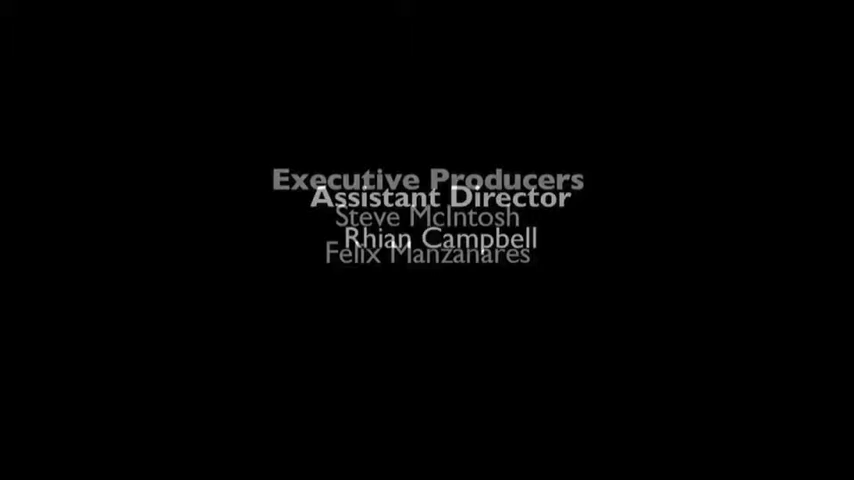 Executive Producers
Assistant Director
Steve McIntosh
Rhian Campbell
Felix Manzanares